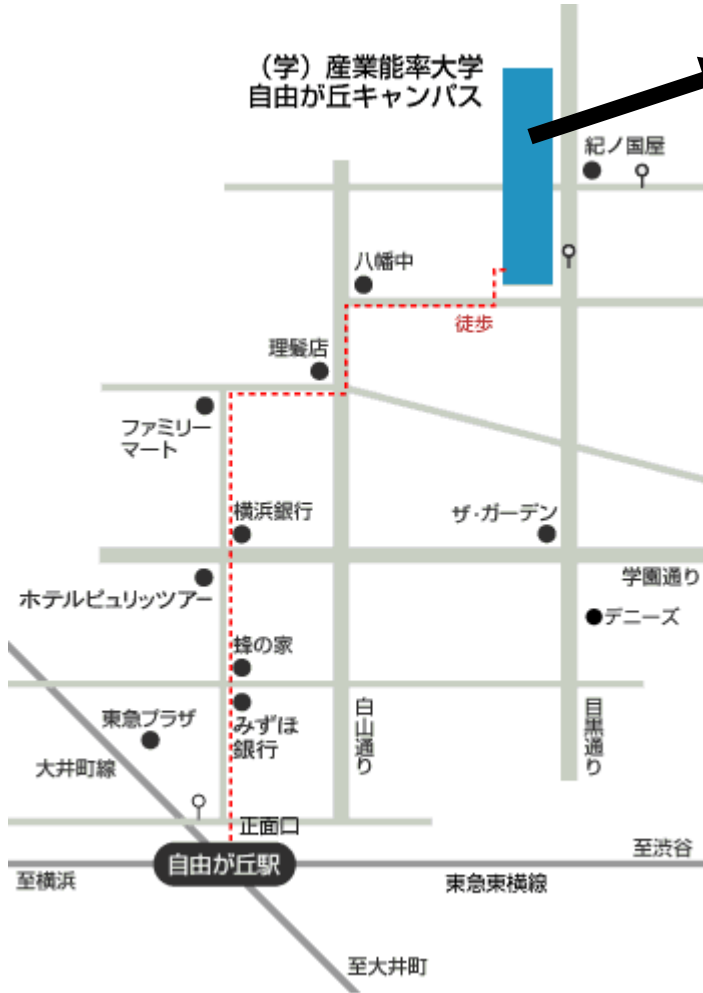 （学）産業能率大学
自由が丘キャンパス
紀ノ国屋
八幡中
徒歩
理髪店
ファミリー
マート
横浜銀行
ザ・ガーデン
学園通り
ホテルピュリッツアー
デニーズ
蜂の家
東急プラザ
みずほ
銀行
白山通り
目黒通り
大井町線
正面口
自由が丘駅
至渋谷
至横浜
東急東横線
至大井町